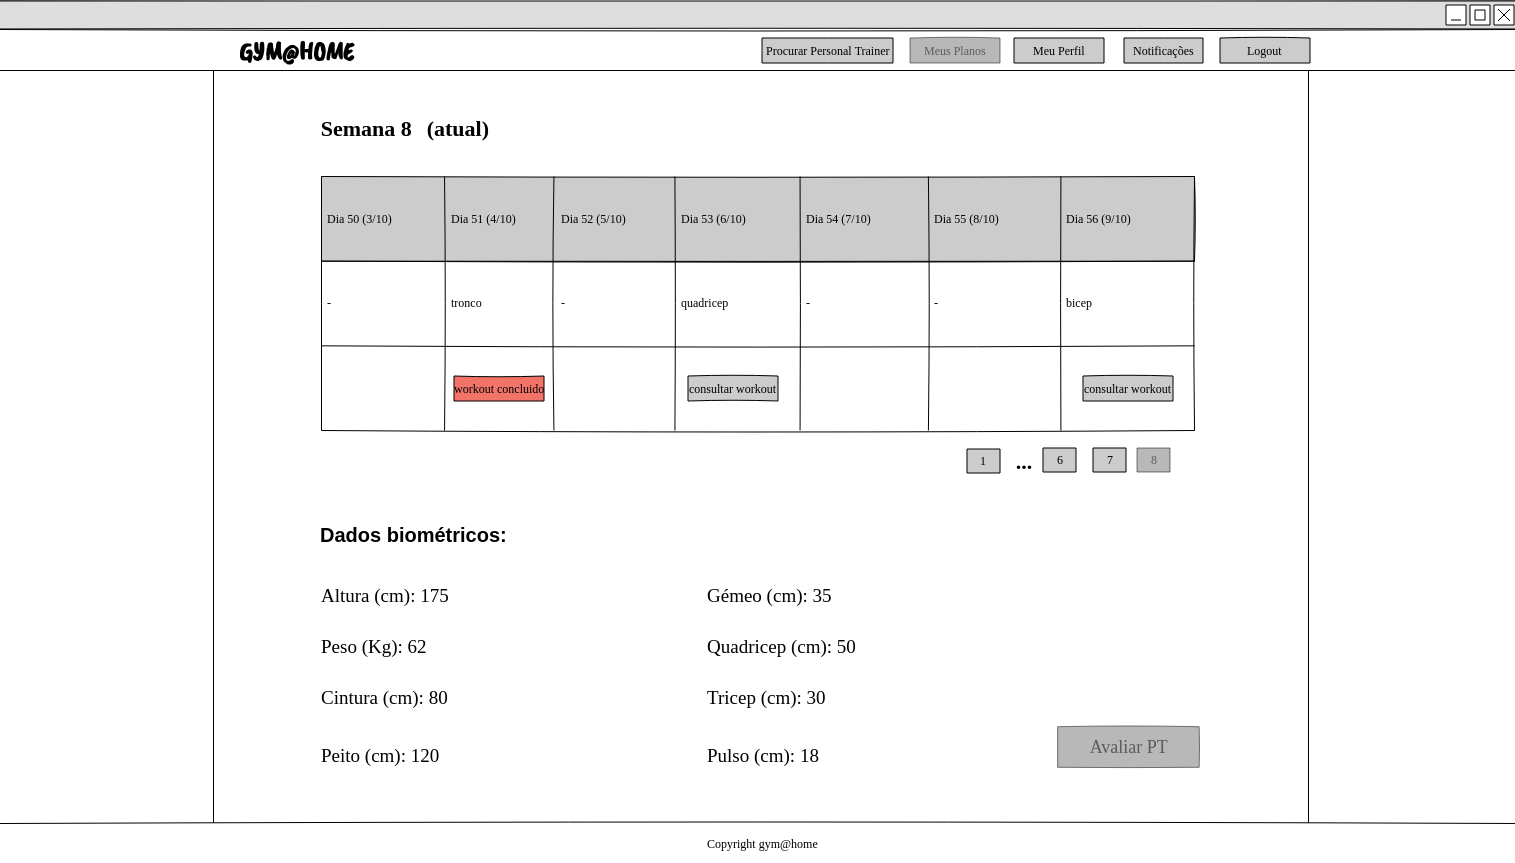 GYM@HOME
Procurar Personal Trainer
Meus Planos
Meu Perfil
Notificações
Logout
Semana 8 (atual)
Dia 50 (3/10)
Dia 51 (4/10)
Dia 52 (5/10)
Dia 53 (6/10)
Dia 54 (7/10)
Dia 55 (8/10)
Dia 56 (9/10)
-
tronco
-
quadricep
-
-
bicep
workout concluido
consultar workout
consultar workout
1
...
6
7
8
Dados biométricos:
Altura (cm): 175
Gémeo (cm): 35
Peso (Kg): 62
Quadricep (cm): 50
Cintura (cm): 80
Tricep (cm): 30
Peito (cm): 120
Pulso (cm): 18
Avaliar PT
Copyright gym@home